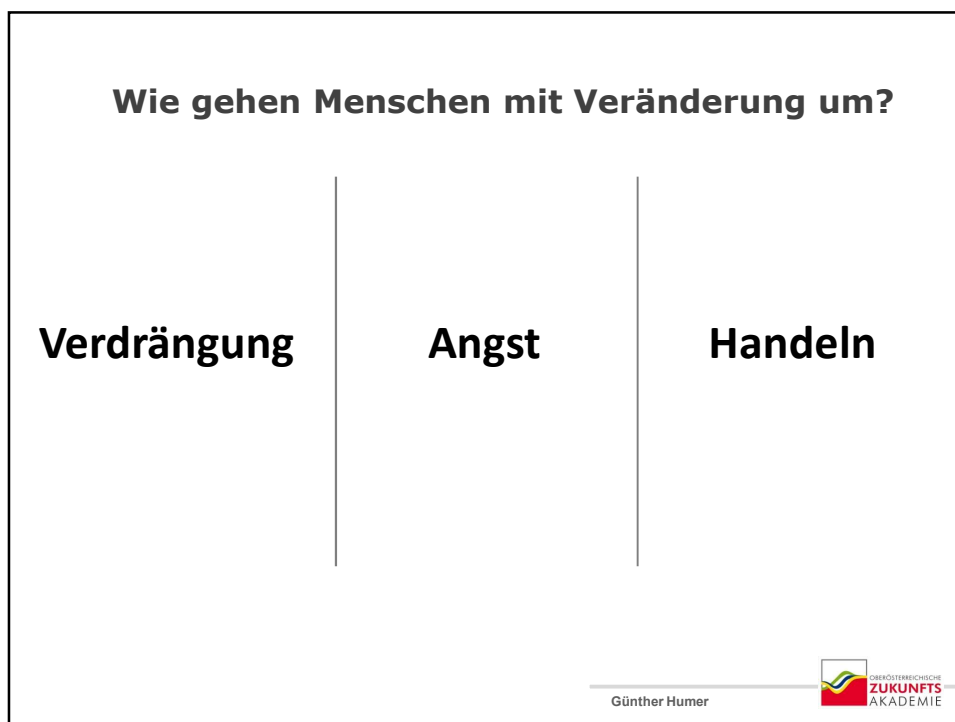 Wie gehen Menschen mit Veränderung um?
Verdrängung
Angst
Handeln
Günther Humer
OBERÖSTERREICHISCHE
ZUKUNFTS
AKADEMIE